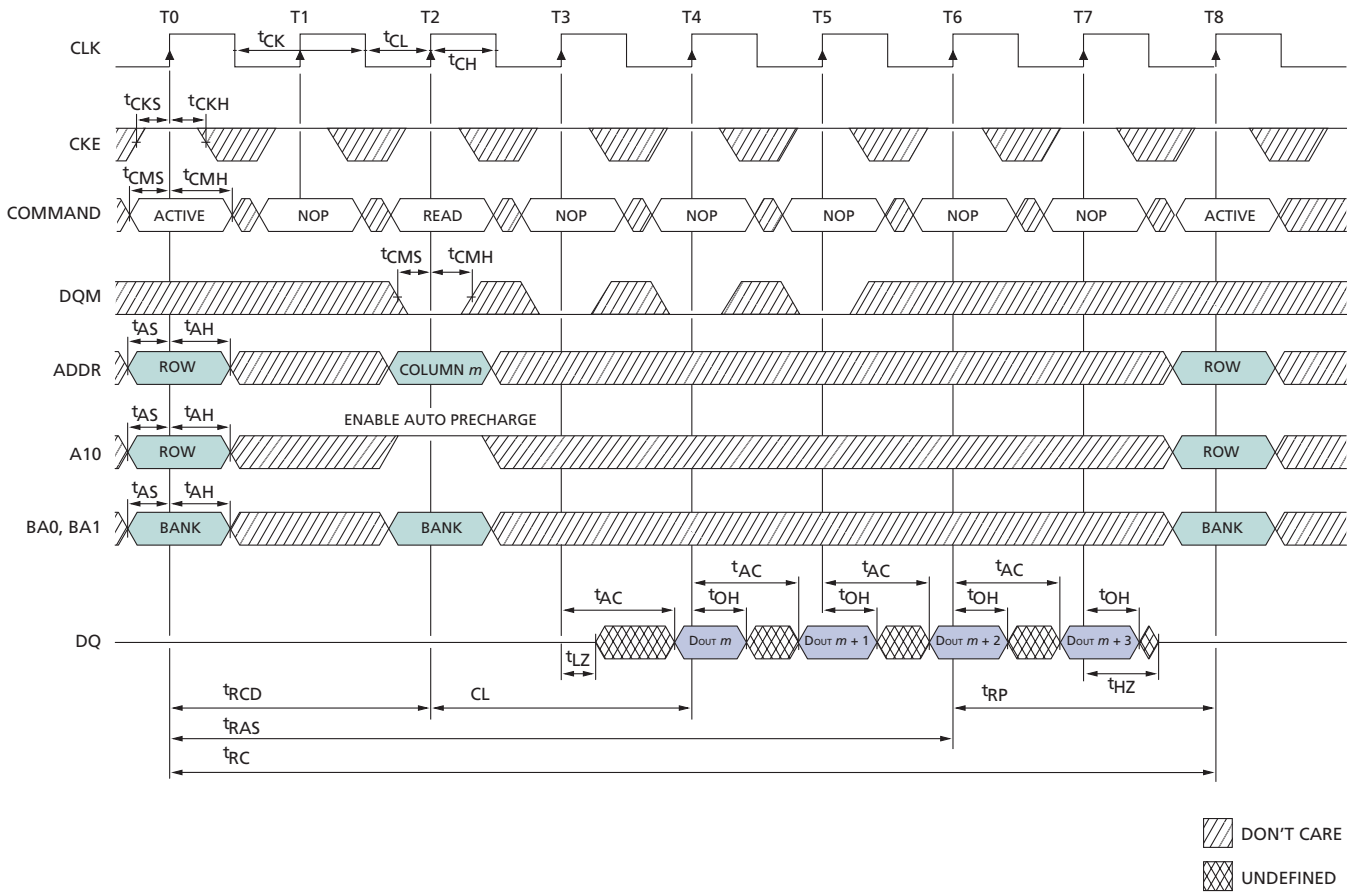 T0 T1 T2 T3 T4 T5 T6 T7 T8
CLK
tCK tCL
tCH
tCKS tCKH
CKE
tCMS tCMH
COMMAND ACTIVE NOP READ NOP NOP NOP NOP NOP ACTIVE
tCMS tCMH
DQM
tAS tAH
ADDR ROW COLUMN m ROW
ENABLE AUTO PRECHARGE
tAS tAH
A10 ROW ROW
tAS tAH
BA0, BA1 BANK BANK BANK
tAC tAC tAC
tAC tOH tOH tOH tOH
DQ DOUT m DOUT m + 1 DOUT m + 2 DOUT m + 3
tLZ tHZ
tRCD CL tRP
tRAS
tRC
DON'T CARE
UNDEFINED